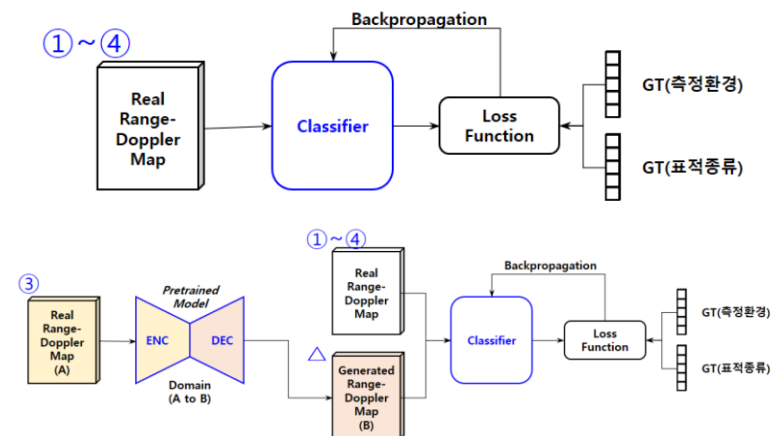 Backpropagation
①~④
Real
Range-
Doppler
Map
Classifier
Loss
Function
GT(측정환경)
GT(표적종류)
③
Real
Range-
Doppler
Map
(A)
Pretrained
Model
ENC
DEC
Domain
(A to B)
①~④
Real
Range-
Doppler
Map
△
Generated
Range-
Doppler
Map
(B)
Backpropagation
Classifier
Loss
Function
GT(측정환경)
GT(표적종류)